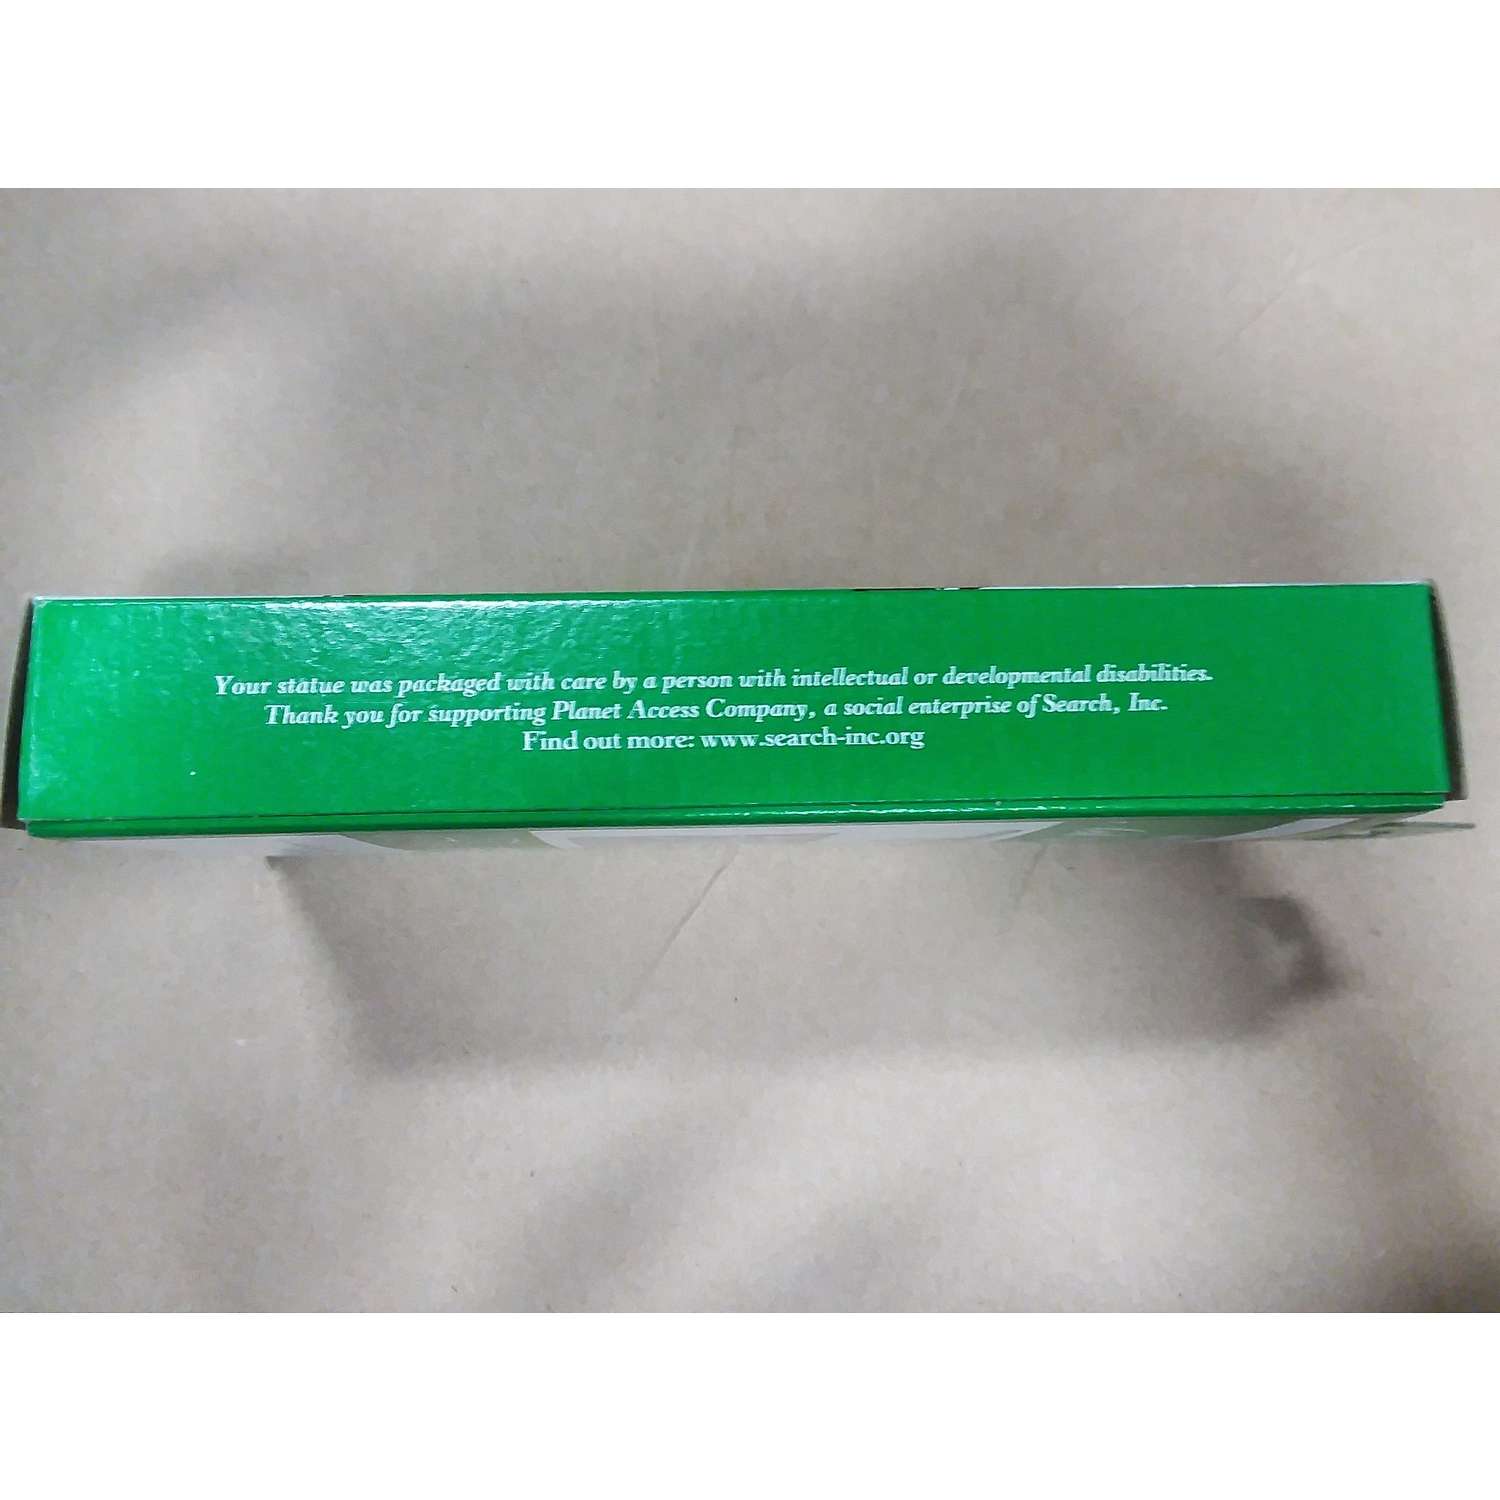 Your statue was packaged with care by a person with intellectual or developmental disabilities.
Thank you for supporting Planet Access Company, a social enterprise of Search, Inc.
Find out more: www.search-inc.org